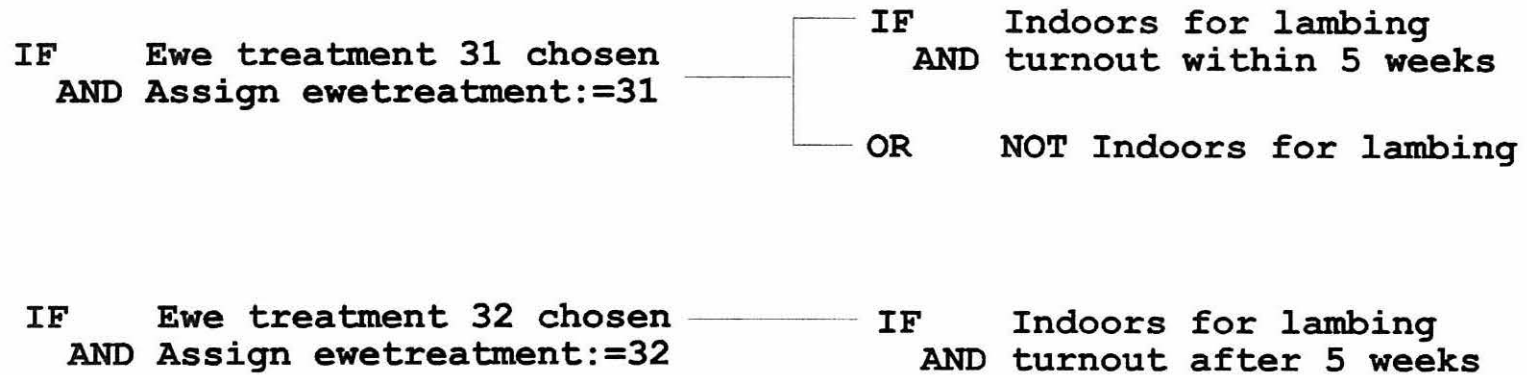 IF Ewe treatment 31 chosen
AND Assign ewetreatment:=31
IF Indoors for lambing
AND turnout within 5 weeks
OR NOT Indoors for lambing
IF Ewe treatment 32 chosen
AND Assign ewetreatment:=32
IF Indoors for lambing
AND turnout after 5 weeks